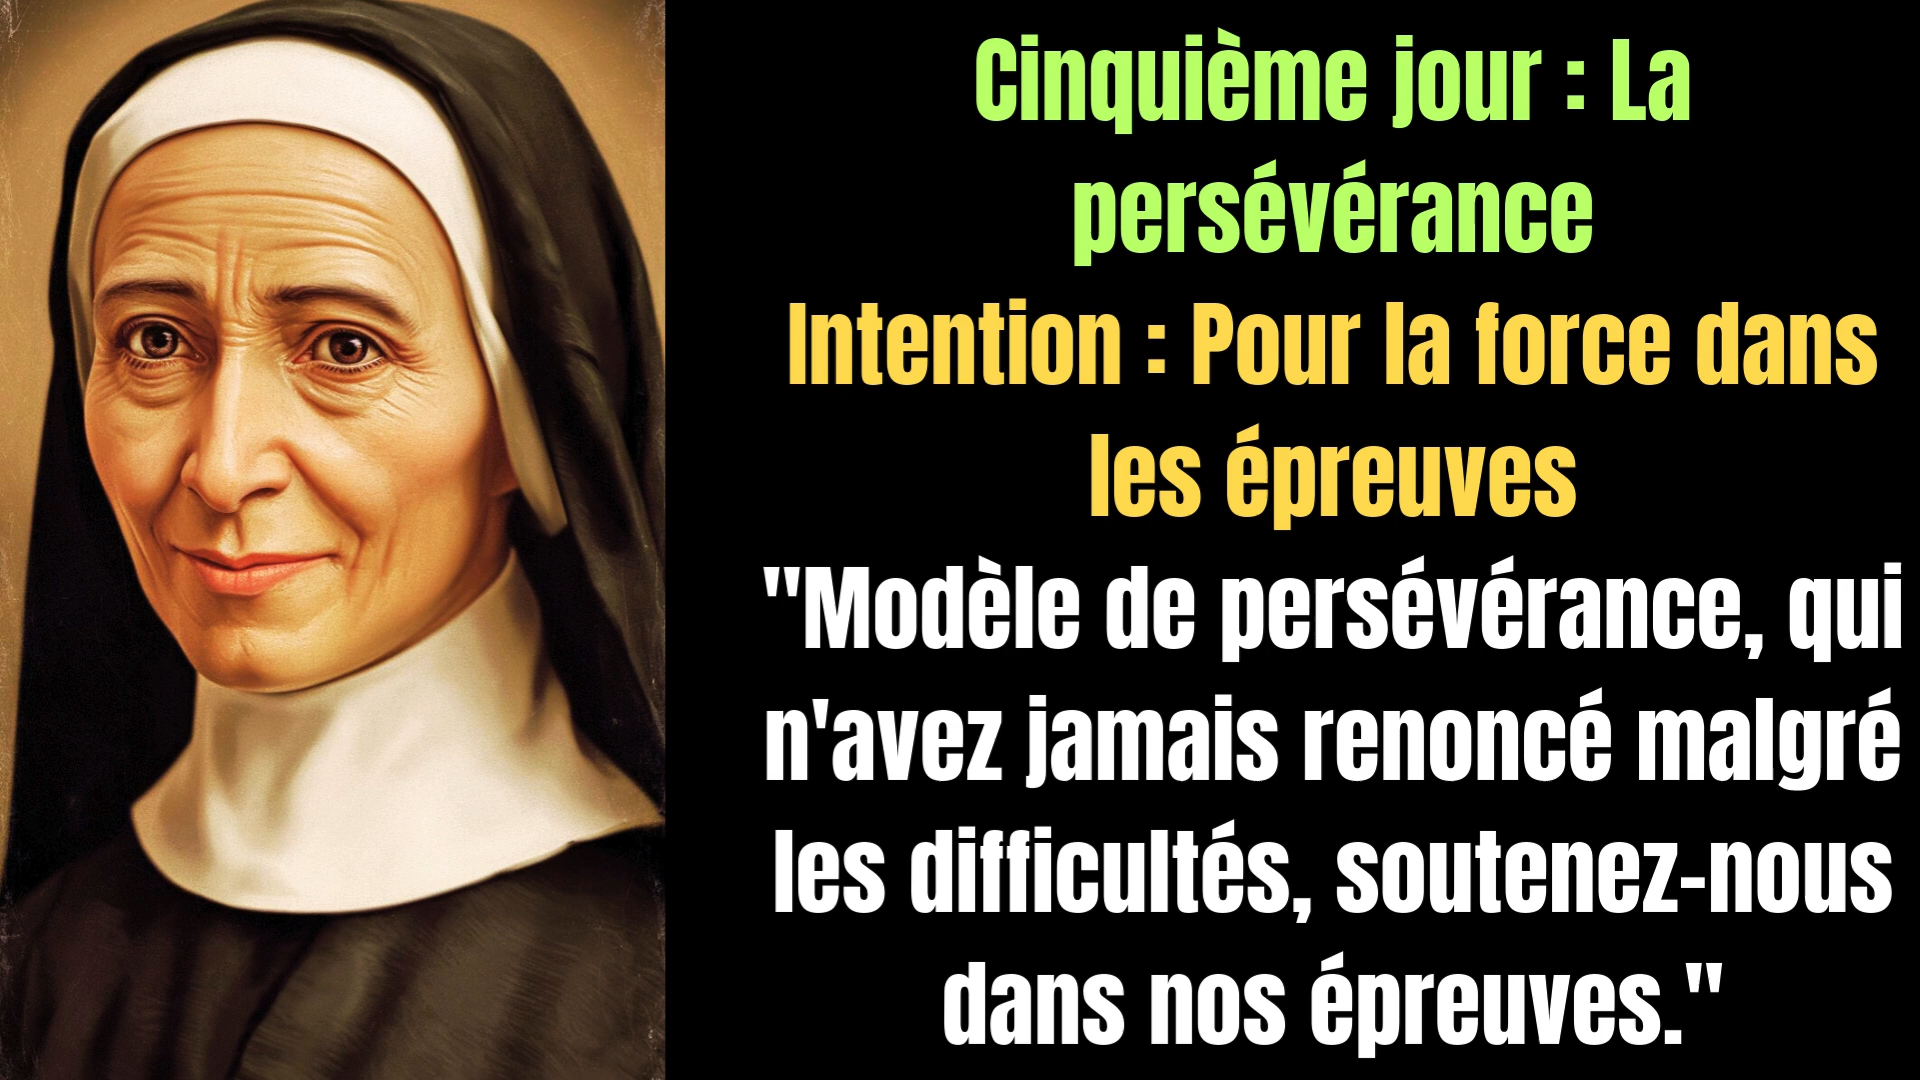 Cinquième jour : La
persévérance
Intention : Pour la force dans
les épreuves
"Modèle de persévérance, qui
n'avez jamais renoncé malgré
les difficultés, soutenez-nous
dans nos épreuves."